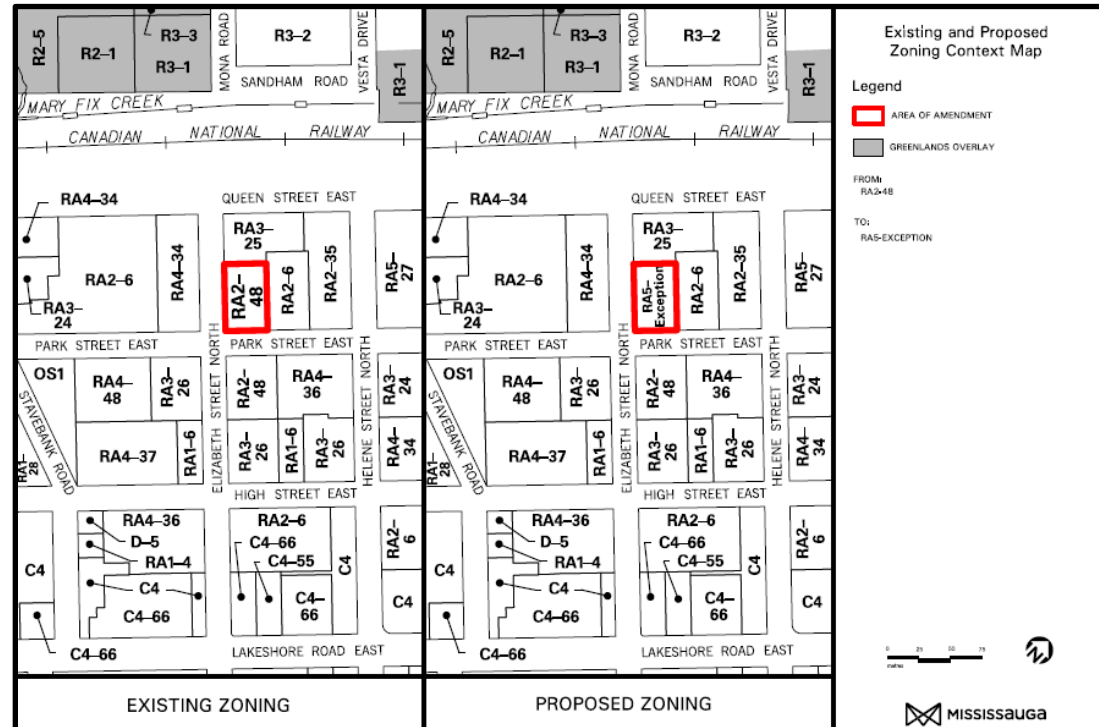 R2–5
R2–1
R3–3
R3–1
MONA ROAD
R3–2
SANDHAM ROAD
VESTA DRIVE
R3–1
MARY FIX CREEK
CANADIAN NATIONAL RAILWAY
QUEEN STREET EAST
RA4–34
RA3–
25
RA2–6
RA4–34
RA2–
48
RA2–6
RA2–35
RA5–
27
RA3–
24
PARK STREET EAST
PARK STREET EAST
ELIZABETH STREET NORTH
HELENE STREET NORTH
OS1
STAVEBANK ROAD
RA4–
48
RA3–
26
RA2–
48
RA4–
36
RA3–
24
RA1–
28
RA4–37
RA1–6
RA3–
26
RA1–6
RA3–
26
RA4–
34
HIGH STREET EAST
RA4–36
D–5
RA1–4
C4
C4
C4–66
C4–66
RA2–6
C4–66
C4–55
C4–
66
C4
RA2–
6
C4
LAKESHORE ROAD EAST
EXISTING ZONING
R2–5
R2–1
R3–3
R3–1
MONA ROAD
R3–2
SANDHAM ROAD
VESTA DRIVE
R3–1
MARY FIX CREEK
CANADIAN NATIONAL RAILWAY
QUEEN STREET EAST
RA4–34
RA3–
25
RA2–6
RA4–34
RA5–
Exception
RA2–6
RA2–35
RA5–
27
RA3–
24
PARK STREET EAST
PARK STREET EAST
ELIZABETH STREET NORTH
HELENE STREET NORTH
OS1
STAVEBANK ROAD
RA4–
48
RA3–
26
RA2–
48
RA4–
36
RA3–
24
RA1–
28
RA4–37
RA1–6
RA3–
26
RA1–6
RA3–
26
RA4–
34
HIGH STREET EAST
RA4–36
D–5
RA1–4
C4
C4
C4–66
C4–66
RA2–6
C4–66
C4–55
C4–
66
C4
RA2–
6
C4
LAKESHORE ROAD EAST
PROPOSED ZONING
Existing and Proposed
Zoning Context Map
Legend
AREA OF AMENDMENT
GREENLANDS OVERLAY
FROM:
RA2-48
TO:
RA5-EXCEPTION
0 25 50 75
metres
MISSISSAUGA